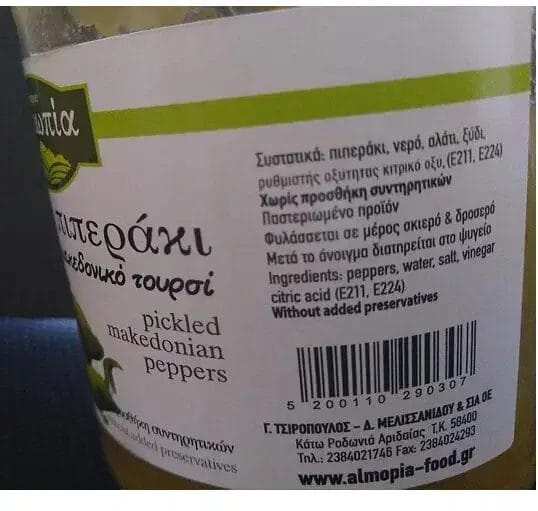 πιπεράκι
τουρσί
pickled
makedonian
peppers
συντηρητικών
added preservatives
Συστατικά: πιπεράκι, νερό, αλάτι, ξύδι,
ρυθμιστής οξυτητας κιτρικό οξυ, (E211, E224)
Χωρίς προσθήκη συντηρητικών
Παστεριωμένο προϊόν
Φυλάσσεται σε μέρος σκιερό & δροσερό
Μετά το άνοιγμα διατηρείται στο ψυγείο
Ingredients: peppers, water, salt, vinegar
citric acid (E211, E224)
Without added preservatives
5 200110 290307
Γ. ΤΣΙΡΟΠΟΥΛΟΣ – Δ. ΜΕΛΙΣΣΑΝΙΔΟΥ & ΣΙΑ ΟΕ
Κάτω Ροδωνιά Αριδαίας Τ.Κ. 58400
Τηλ.: 2384021746 Fax: 2384024293
www.almopia-food.gr